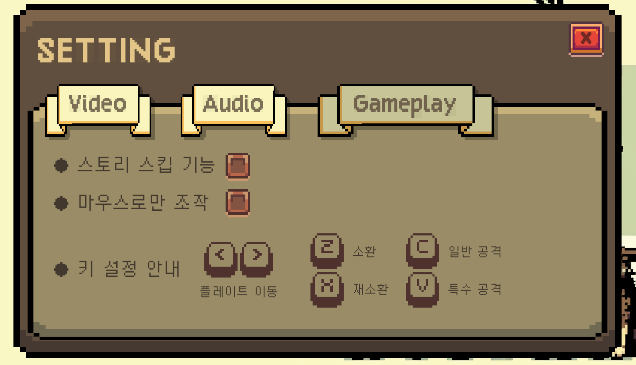 SETTING
X
Video Audio Gameplay
스토리 스킵 기능
마우스로만 조작
키 설정 안내
< >
플레이트 이동
Z 소환 C 일반 공격
X 재소환 V 특수 공격